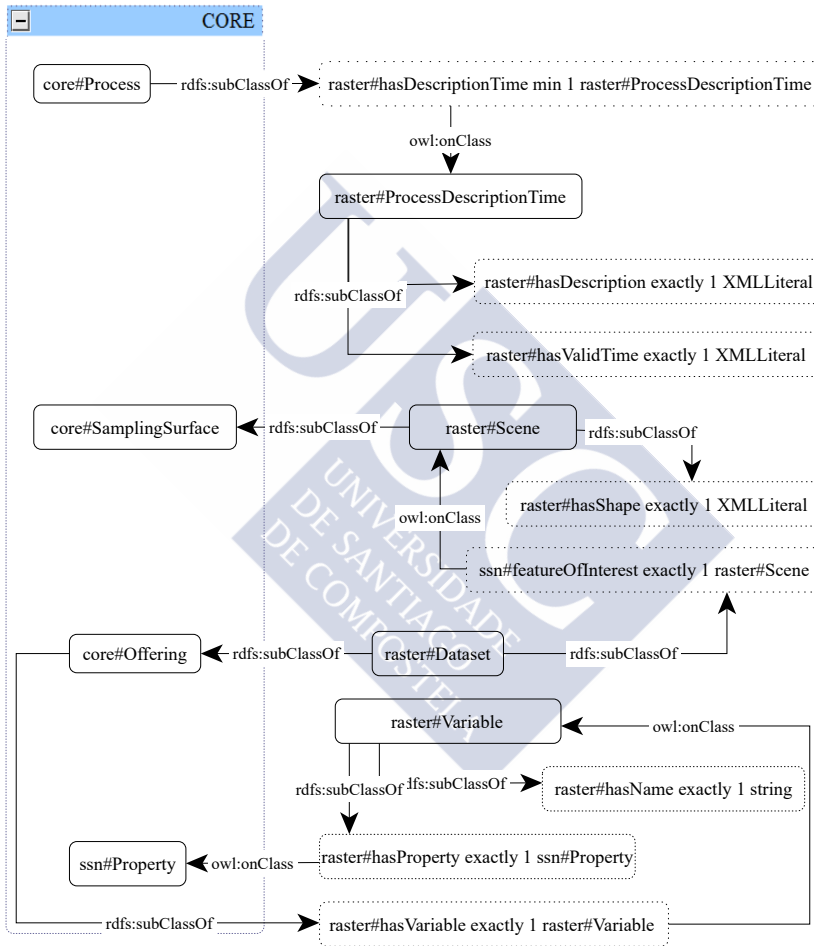 CORE
core#Process
rdfs:subClassOf
raster#hasDescriptionTime min 1 raster#ProcessDescriptionTime
owl:onClass
raster#ProcessDescriptionTime
rdfs:subClassOf
raster#hasDescription exactly 1 XMLLiteral
raster#hasValidTime exactly 1 XMLLiteral
core#SamplingSurface
rdfs:subClassOf
raster#Scene
rdfs:subClassOf
raster#hasShape exactly 1 XMLLiteral
owl:onClass
ssn#featureOfInterest exactly 1 raster#Scene
core#Offering
rdfs:subClassOf
raster#Dataset
rdfs:subClassOf
raster#Variable
owl:onClass
rdfs:subClassOf
lfs:subClassOf
raster#hasName exactly 1 string
ssn#Property
owl:onClass
raster#hasProperty exactly 1 ssn#Property
rdfs:subClassOf
raster#hasVariable exactly 1 raster#Variable
USC
UNIVERSIDADE
DE SANTIAGO
DE COMPOSTELA